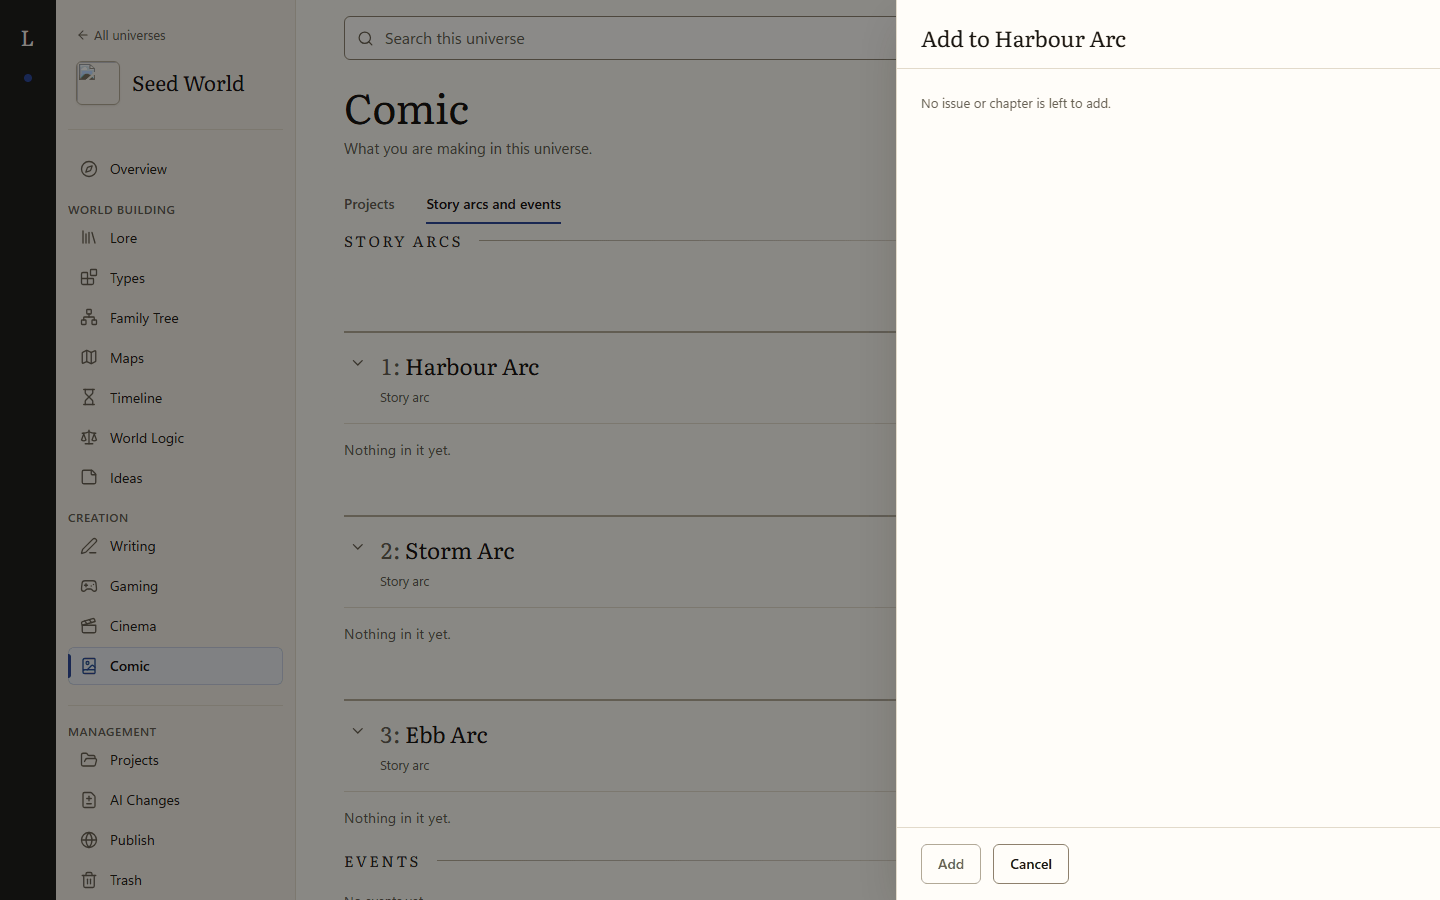 L
All universes
Seed World
Overview
WORLD BUILDING
Lore
Types
Family Tree
Maps
Timeline
World Logic
Ideas
CREATION
Writing
Gaming
Cinema
Comic
MANAGEMENT
Projects
AI Changes
Publish
Trash
Search this universe
Comic
What you are making in this universe.
Projects
Story arcs and events
STORY ARCS
1: Harbour Arc
Story arc
Nothing in it yet.
2: Storm Arc
Story arc
Nothing in it yet.
3: Ebb Arc
Story arc
Nothing in it yet.
EVENTS
Add to Harbour Arc
No issue or chapter is left to add.
Add
Cancel